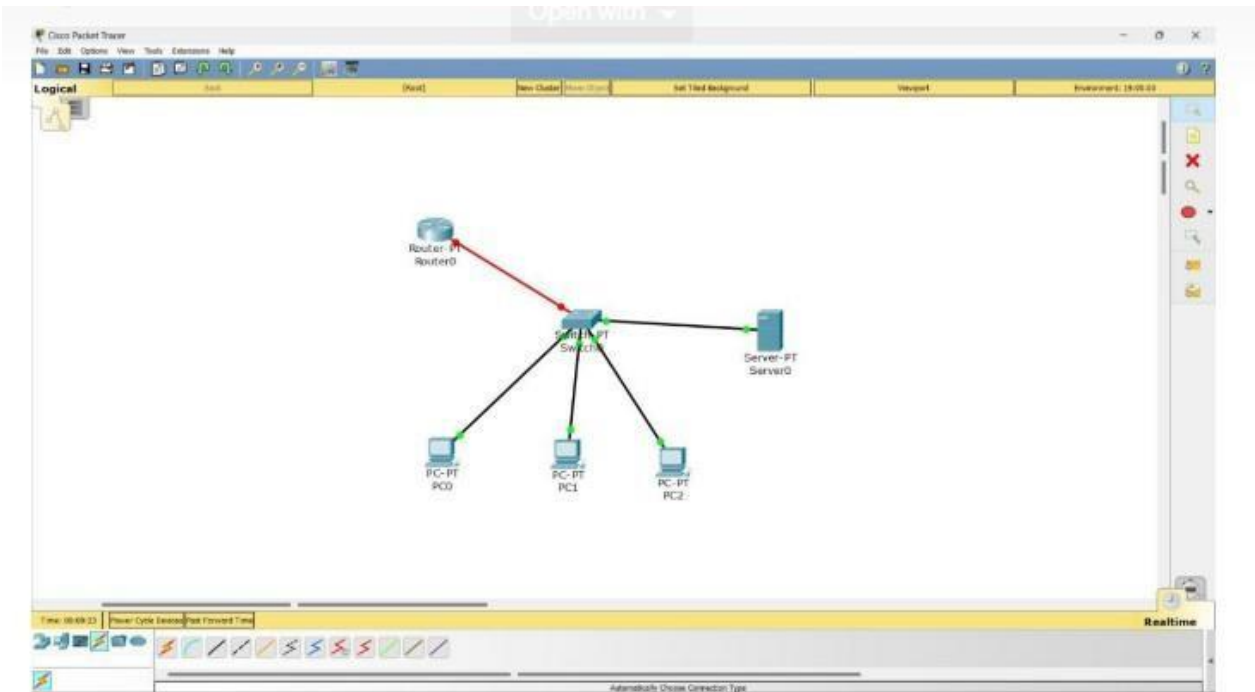 Open with
Cisco Packet Tracer
File Edit Options View Tools Extensions Help
Logical
[Root]
New Cluster
Move Object
Set Tiled Background
Viewport
Router-PT
Router0
Switch-PT
Switch0
Server-PT
Server0
PC-PT
PC0
PC-PT
PC1
PC-PT
PC2
Power Cycle Devices Fast Forward Time
Realtime
Automatically Choose Connection Type